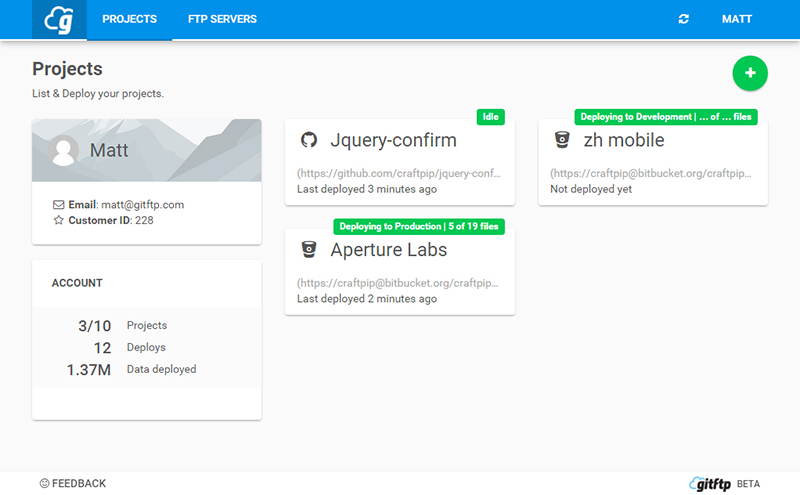 g PROJECTS FTP SERVERS MATT
Projects
List & Deploy your projects.
Matt
Email: matt@gitftp.com
Customer ID: 228
ACCOUNT
3/10 Projects
12 Deploys
1.37M Data deployed
Idle
Jquery-confirm
(https://github.com/craftpip/jquery-conf...
Last deployed 3 minutes ago
Deploying to Development | ... of ... files
zh mobile
(https://craftpip@bitbucket.org/craftpip...
Not deployed yet
Deploying to Production | 5 of 19 files
Aperture Labs
(https://craftpip@bitbucket.org/craftpip...
Last deployed 2 minutes ago
FEEDBACK
gitftp BETA